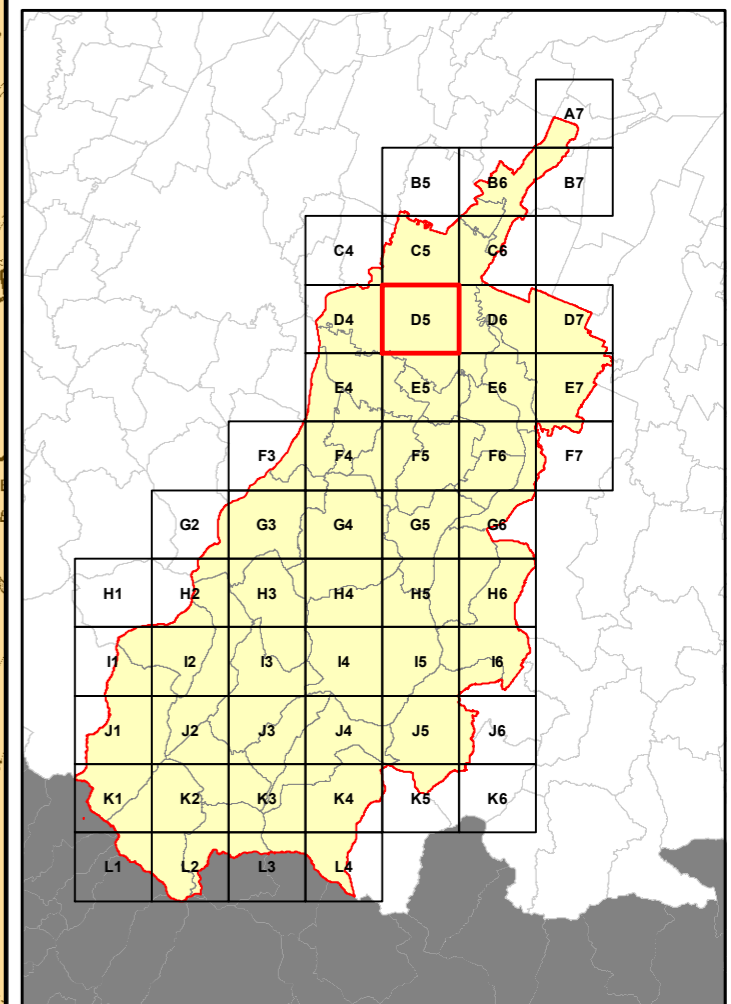 A7
B5 B6 B7
C4 C5 C6
D4 D5 D6 D7
E4 E5 E6 E7
F3 F4 F5 F6 F7
G2 G3 G4 G5 G6
H1 H2 H3 H4 H5 H6
I1 I2 I3 I4 I5 I6
J1 J2 J3 J4 J5 J6
K1 K2 K3 K4 K5 K6
L1 L2 L3 L4